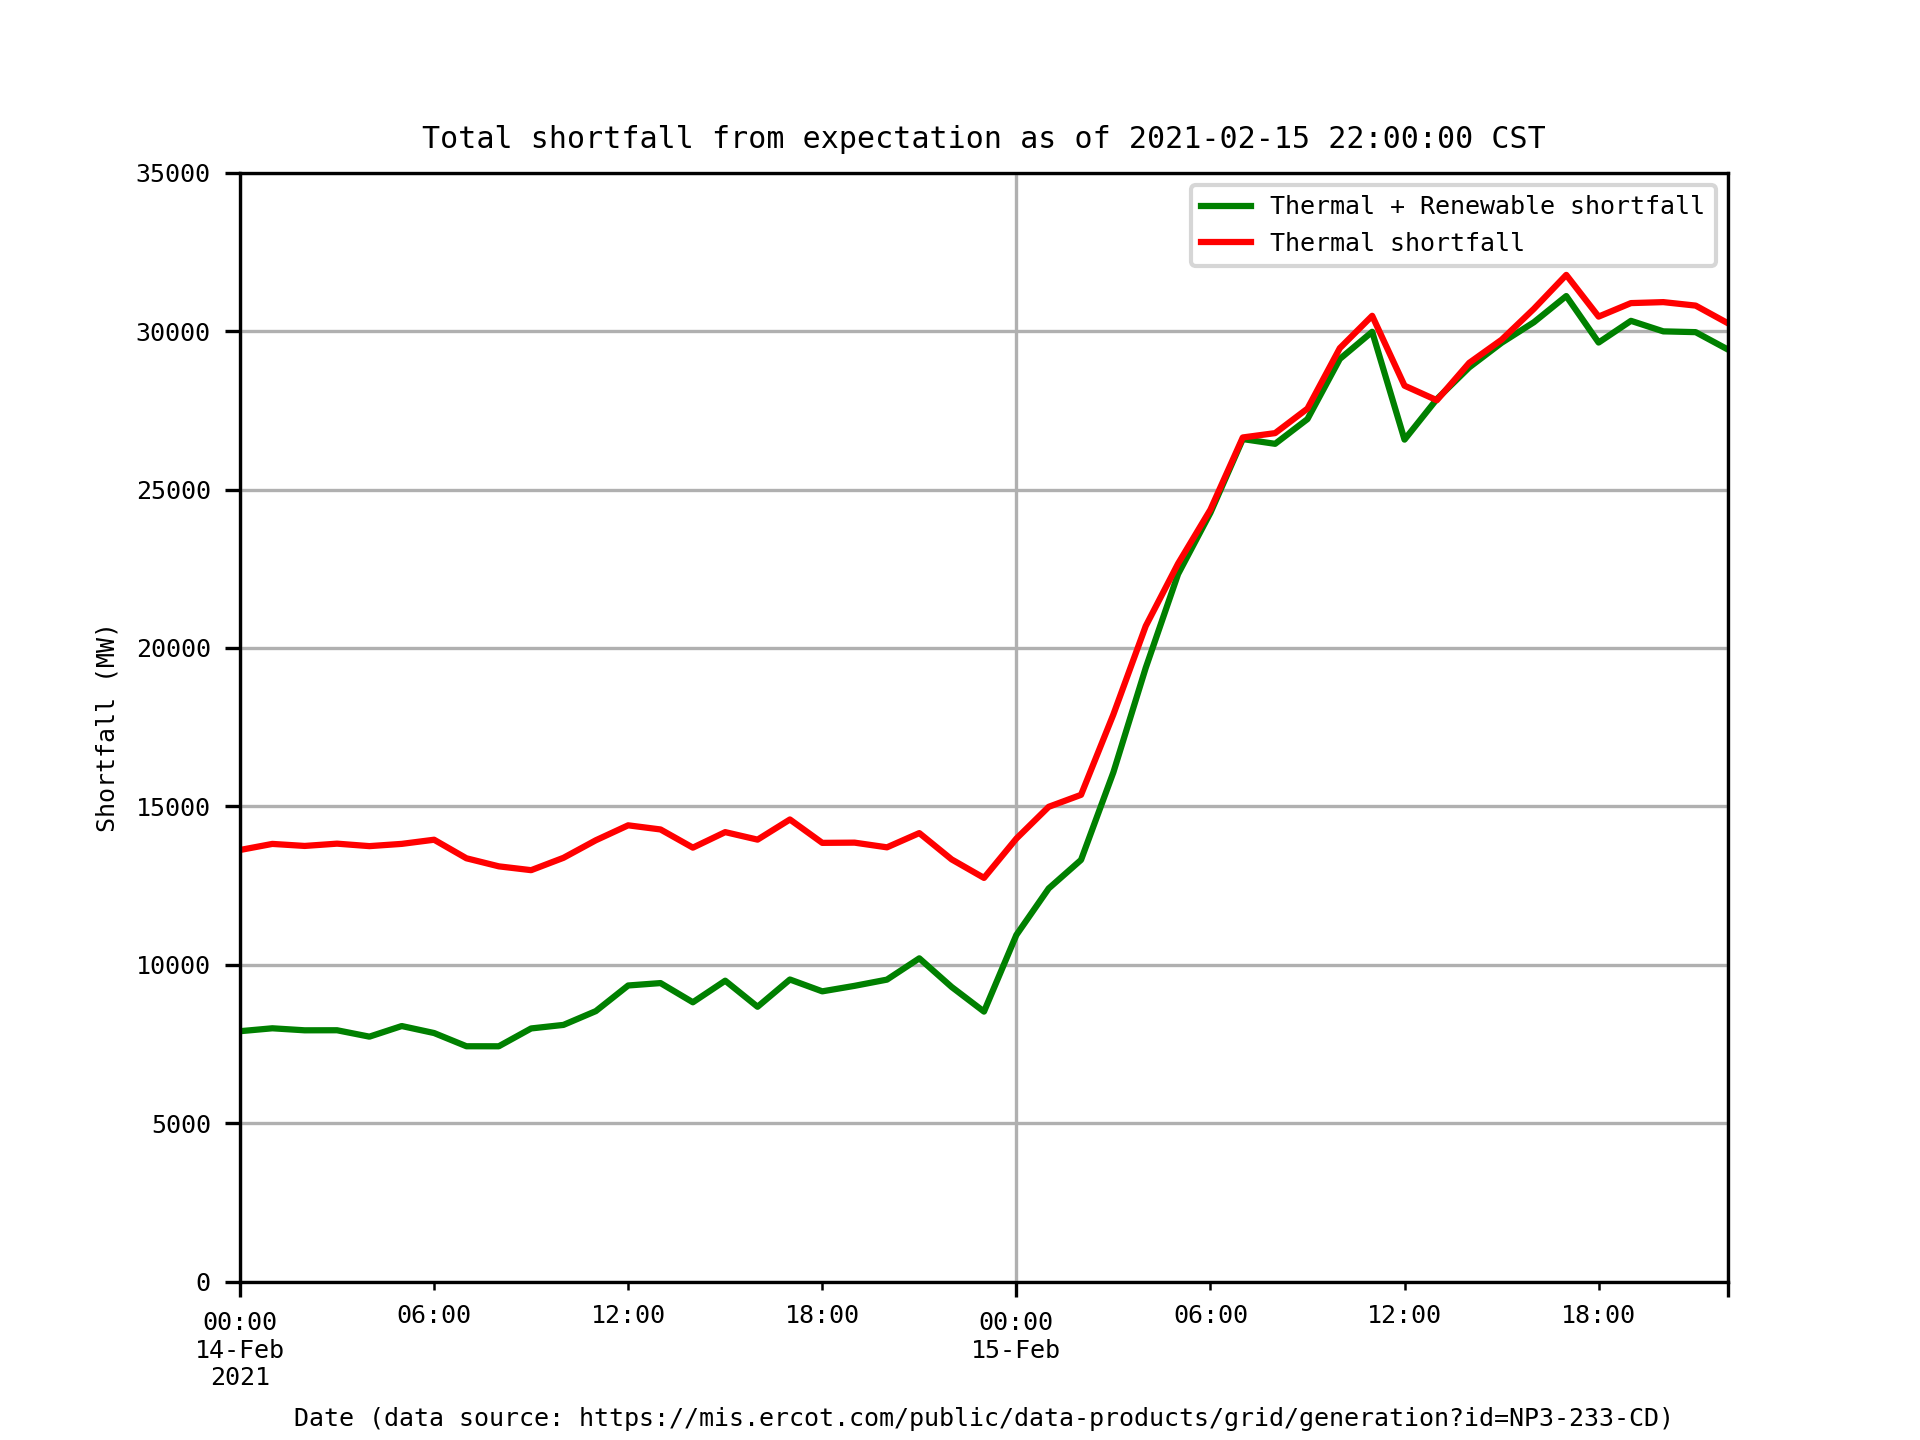 Total shortfall from expectation as of 2021-02-15 22:00:00 CST
Thermal + Renewable shortfall
Thermal shortfall
35000
30000
25000
20000
15000
10000
5000
0
Shortfall (MW)
00:00
14-Feb
2021
06:00
12:00
18:00
00:00
15-Feb
06:00
12:00
18:00
Date (data source: https://mis.ercot.com/public/data-products/grid/generation?id=NP3-233-CD)